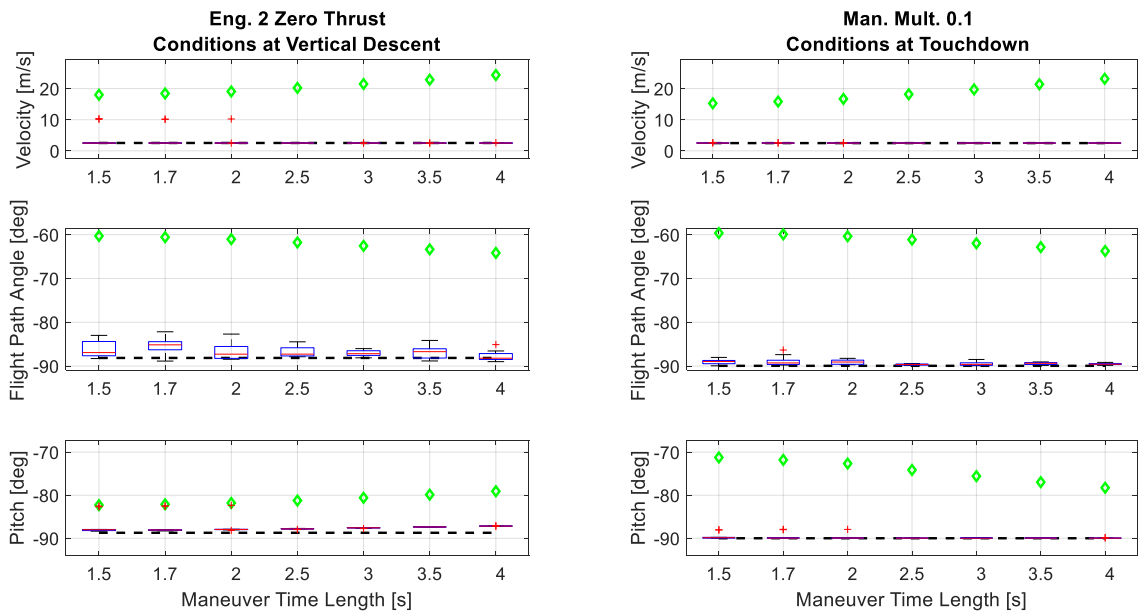 Eng. 2 Zero Thrust
Conditions at Vertical Descent
Velocity [m/s]
20
10
0
1.5 1.7 2 2.5 3 3.5 4
Flight Path Angle [deg]
-60
-70
-80
-90
1.5 1.7 2 2.5 3 3.5 4
Pitch [deg]
-70
-80
-90
1.5 1.7 2 2.5 3 3.5 4
Maneuver Time Length [s]
Man. Mult. 0.1
Conditions at Touchdown
Velocity [m/s]
20
10
0
1.5 1.7 2 2.5 3 3.5 4
Flight Path Angle [deg]
-60
-70
-80
-90
1.5 1.7 2 2.5 3 3.5 4
Pitch [deg]
-70
-80
-90
1.5 1.7 2 2.5 3 3.5 4
Maneuver Time Length [s]